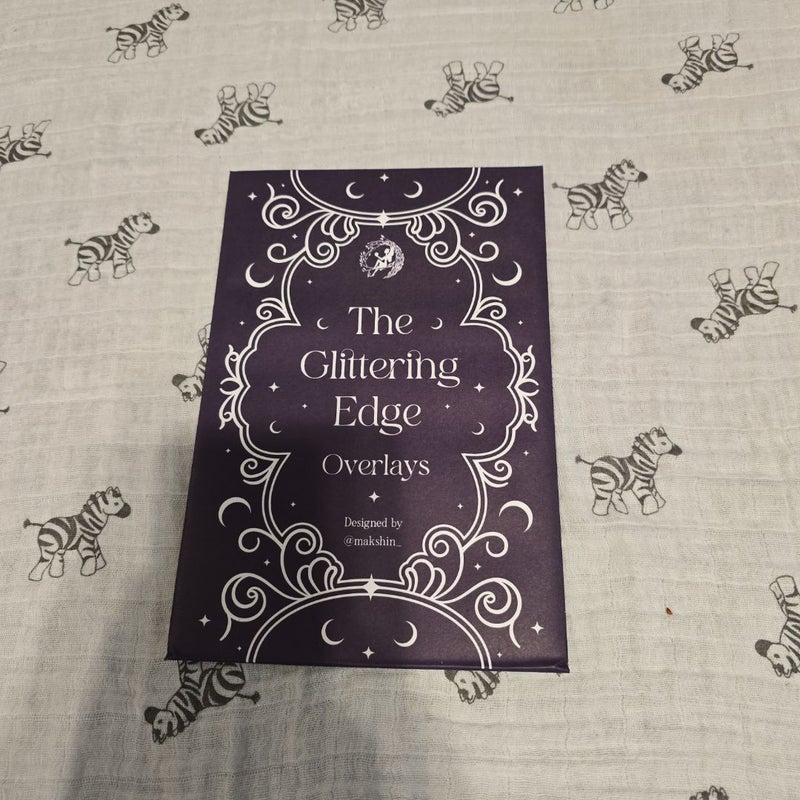 The
Glittering
Edge
Overlays
Designed by
@makshin_